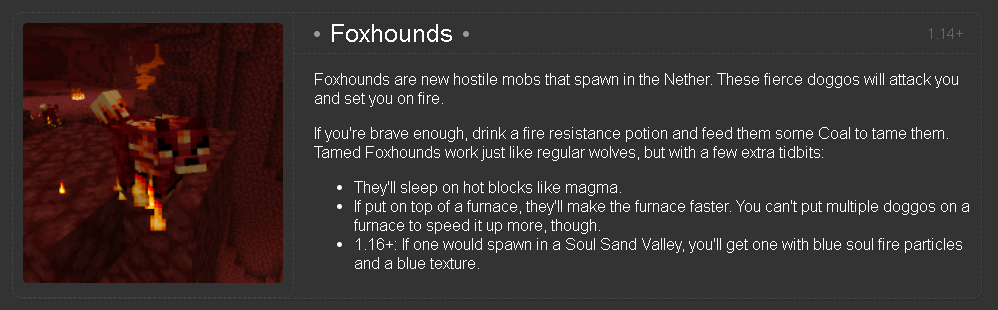 • Foxhounds •
1.14+
Foxhounds are new hostile mobs that spawn in the Nether. These fierce doggos will attack you
and set you on fire.
If you're brave enough, drink a fire resistance potion and feed them some Coal to tame them.
Tamed Foxhounds work just like regular wolves, but with a few extra tidbits:
• They'll sleep on hot blocks like magma.
• If put on top of a furnace, they'll make the furnace faster. You can't put multiple doggos on a
furnace to speed it up more, though.
• 1.16+: If one would spawn in a Soul Sand Valley, you'll get one with blue soul fire particles
and a blue texture.